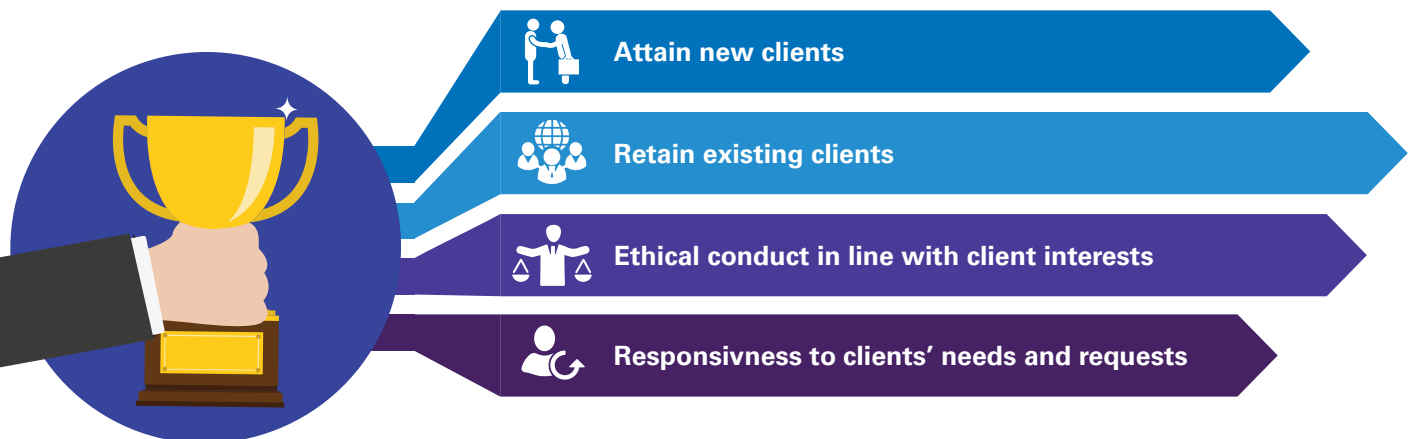 Attain new clients
Retain existing clients
Ethical conduct in line with client interests
Responsivness to clients’ needs and requests